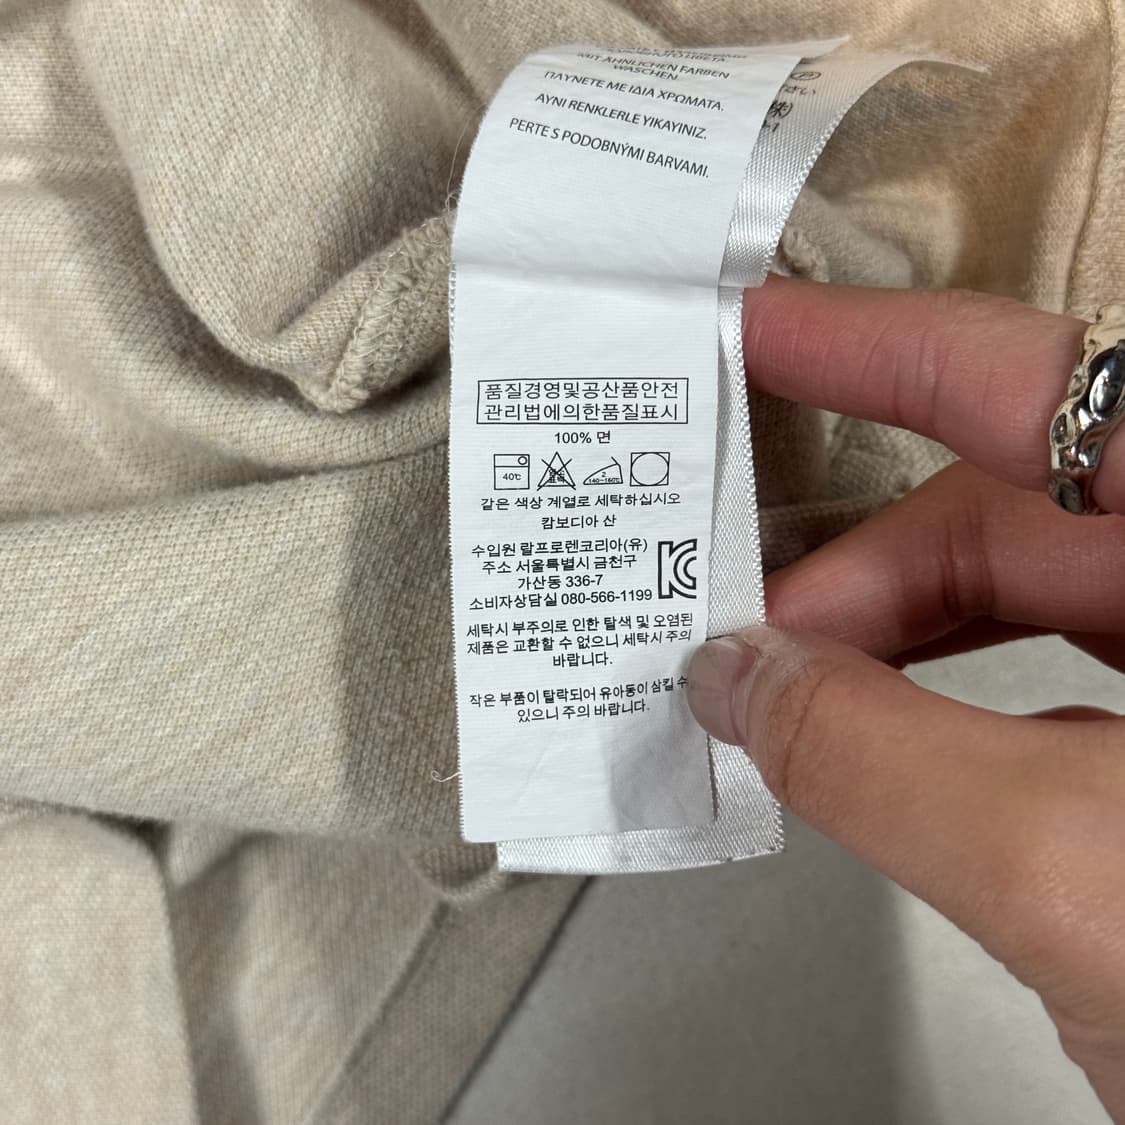 MIT ÄHNLICHEN FARBEN
WASCHEN.
ΠΛΥΝΕΤΕ ΜΕ ΙΔΙΑ ΧΡΩΜΑΤΑ.
AYNI RENKLERLE YIKAYINIZ.
PERTE S PODOBNÝMI BARVAMI.
さい
㈱
품질경영및공산품안전
관리법에의한품질표시
100% 면
40℃
2
140~160℃
같은 색상 계열로 세탁하십시오
캄보디아 산
수입원 랄프로렌코리아(유)
주소 서울특별시 금천구
가산동 336-7
소비자상담실 080-566-1199
세탁시 부주의로 인한 탈색 및 오염된
제품은 교환할 수 없으니 세탁시 주의
바랍니다.
작은 부품이 탈락되어 유아동이 삼킬 수
있으니 주의 바랍니다.